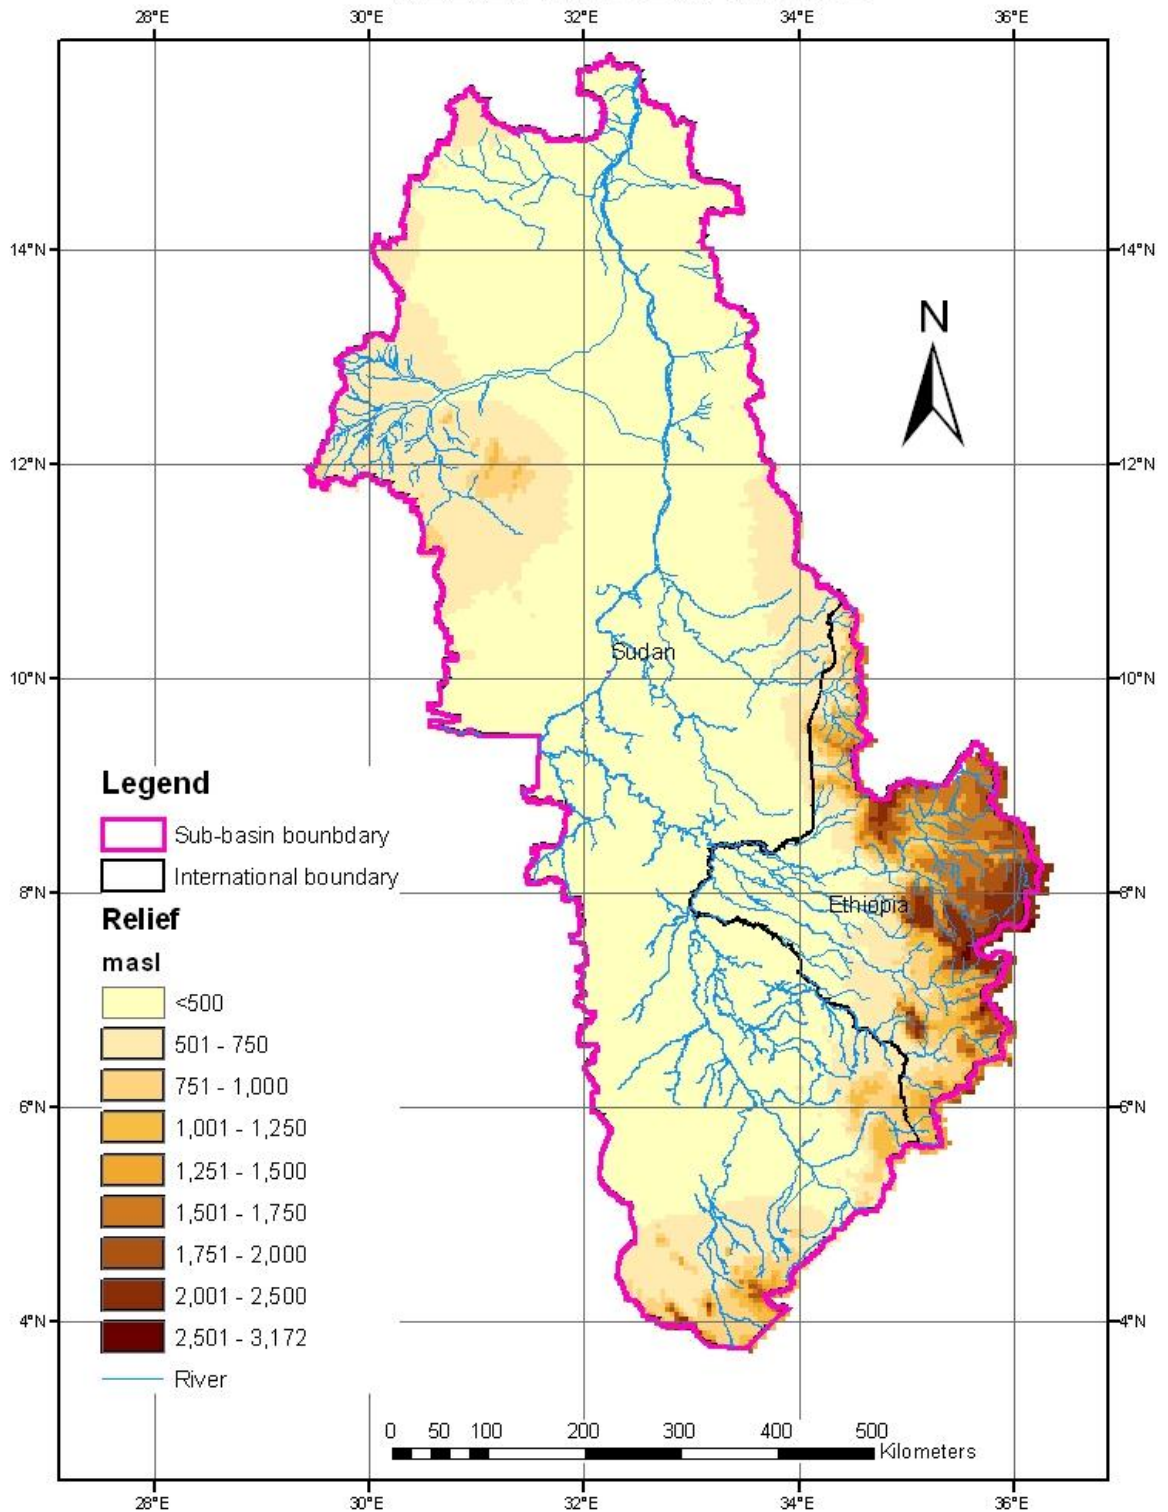 28°E 30°E 32°E 34°E 36°E
N
14°N 14°N
12°N 12°N
Sudan
10°N 10°N
Legend
Sub-basin bounbdary
International boundary
8°N 8°N
Ethiopia
Relief
masl
<500
501 - 750
751 - 1,000
6°N 6°N
1,001 - 1,250
1,251 - 1,500
1,501 - 1,750
1,751 - 2,000
2,001 - 2,500
4°N 4°N
2,501 - 3,172
River
0 50 100 200 300 400 500
Kilometers
28°E 30°E 32°E 34°E 36°E